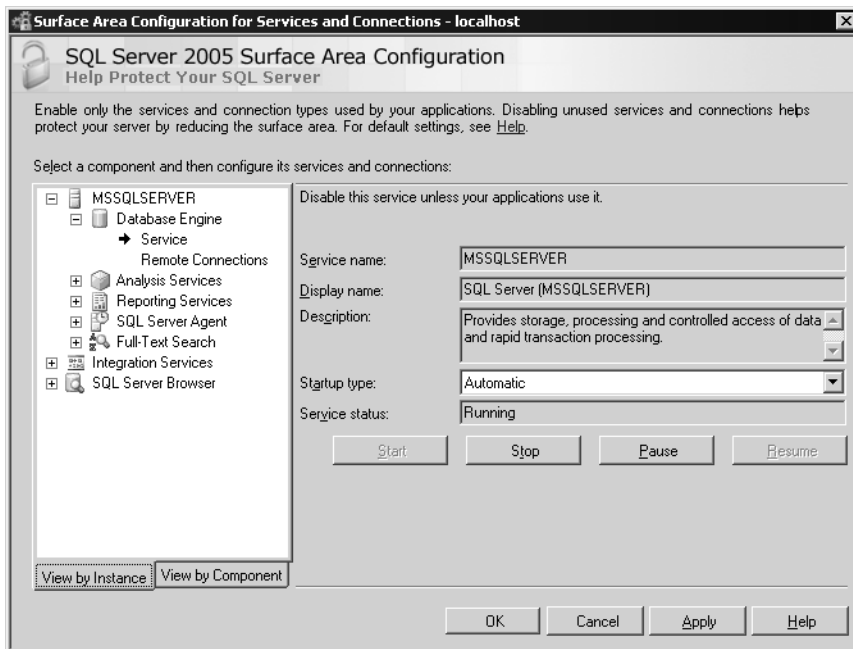 Surface Area Configuration for Services and Connections - localhost
SQL Server 2005 Surface Area Configuration
Help Protect Your SQL Server
Enable only the services and connection types used by your applications. Disabling unused services and connections helps
protect your server by reducing the surface area. For default settings, see Help.
Select a component and then configure its services and connections:
MSSQLSERVER
Database Engine
Service
Remote Connections
Analysis Services
Reporting Services
SQL Server Agent
Full-Text Search
Integration Services
SQL Server Browser
View by Instance
View by Component
Disable this service unless your applications use it.
Service name: MSSQLSERVER
Display name: SQL Server (MSSQLSERVER)
Description: Provides storage, processing and controlled access of data
and rapid transaction processing.
Startup type: Automatic
Service status: Running
Start Stop Pause Resume
OK Cancel Apply Help